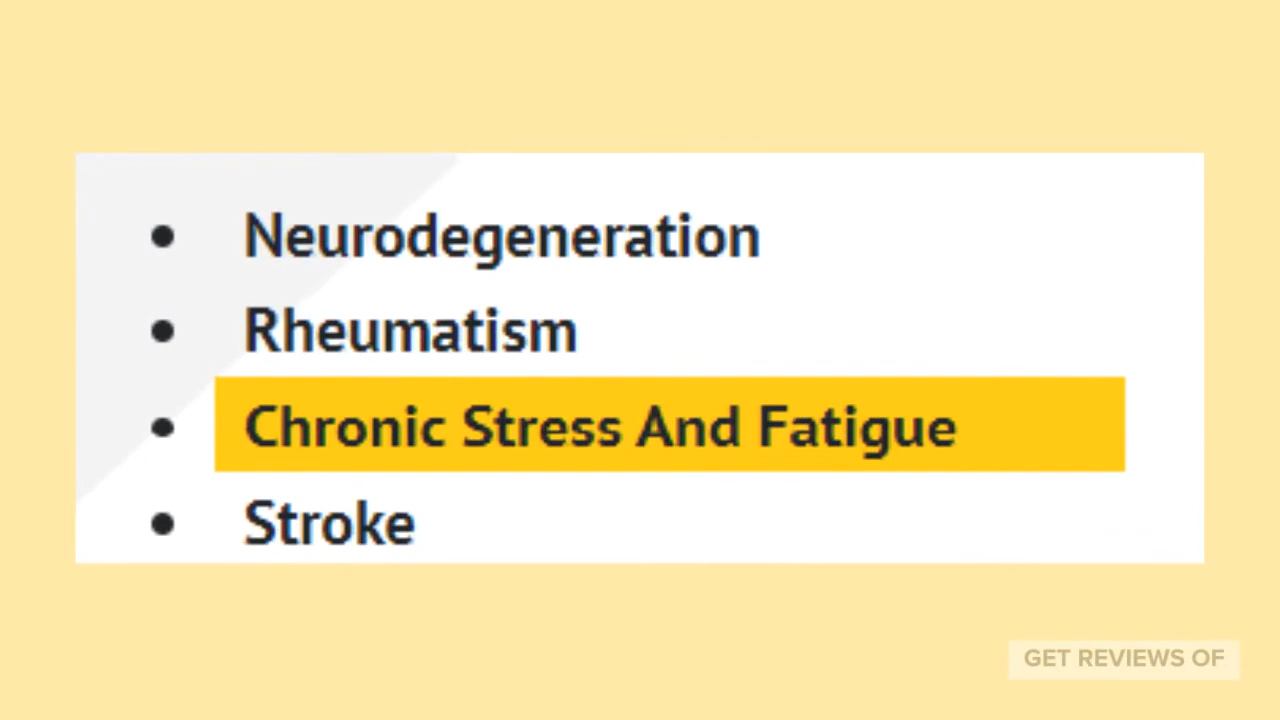 • Neurodegeneration
• Rheumatism
• Chronic Stress And Fatigue
• Stroke
GET REVIEWS OF